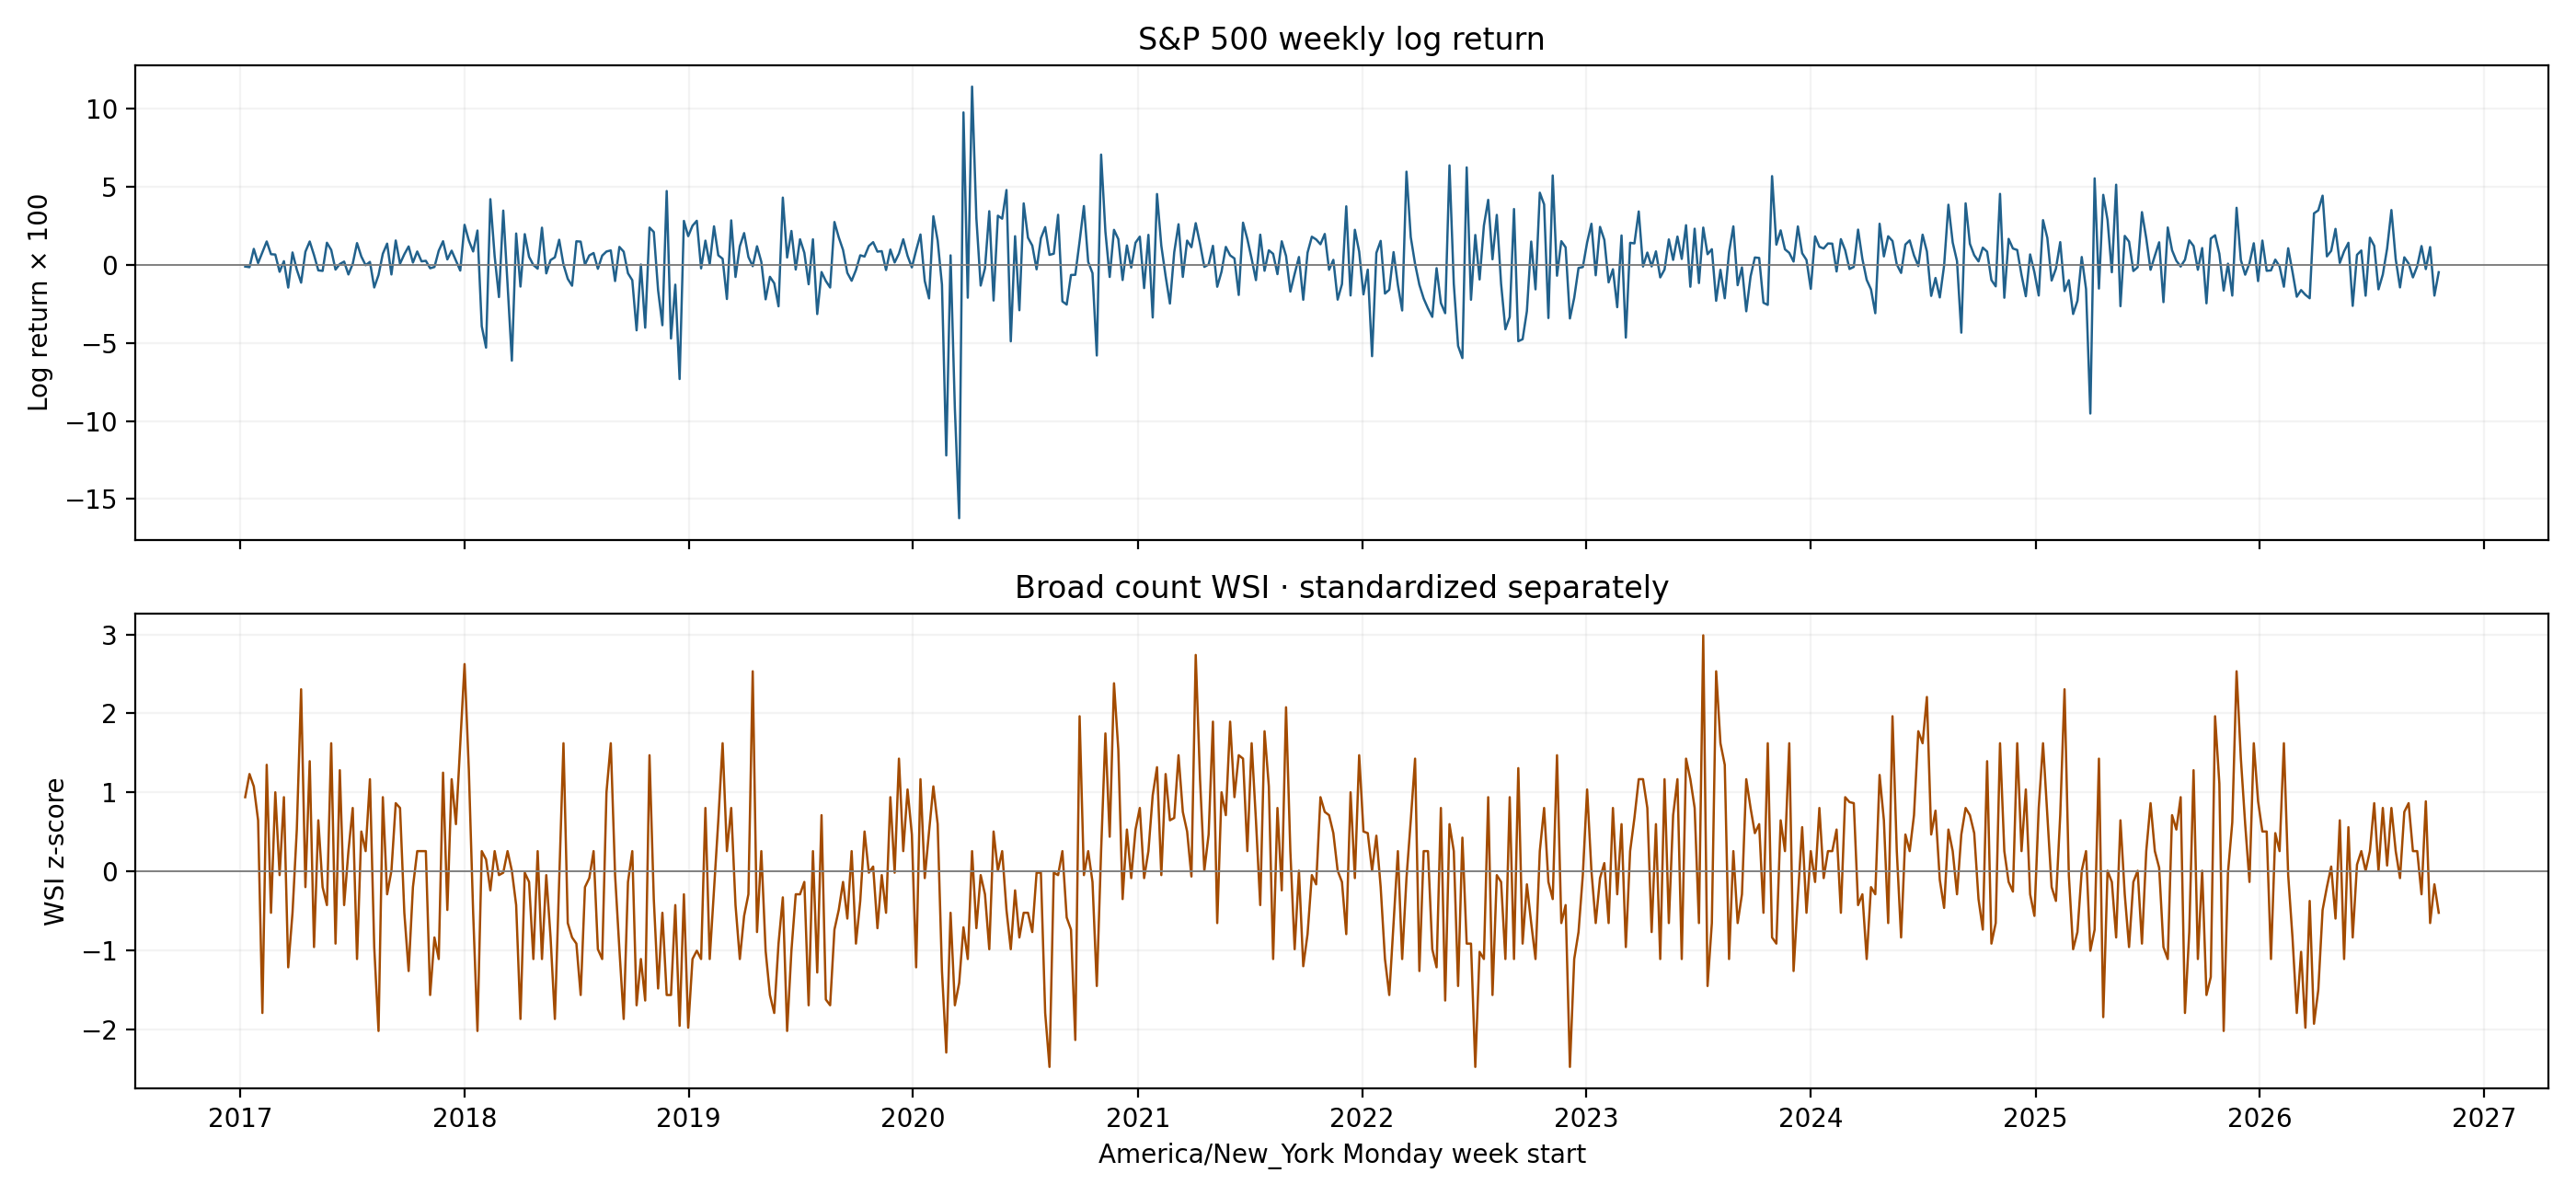 S&P 500 weekly log return
Log return × 100
10
5
0
−5
−10
−15
Broad count WSI · standardized separately
WSI z-score
3
2
1
0
−1
−2
2017 2018 2019 2020 2021 2022 2023 2024 2025 2026 2027
America/New_York Monday week start